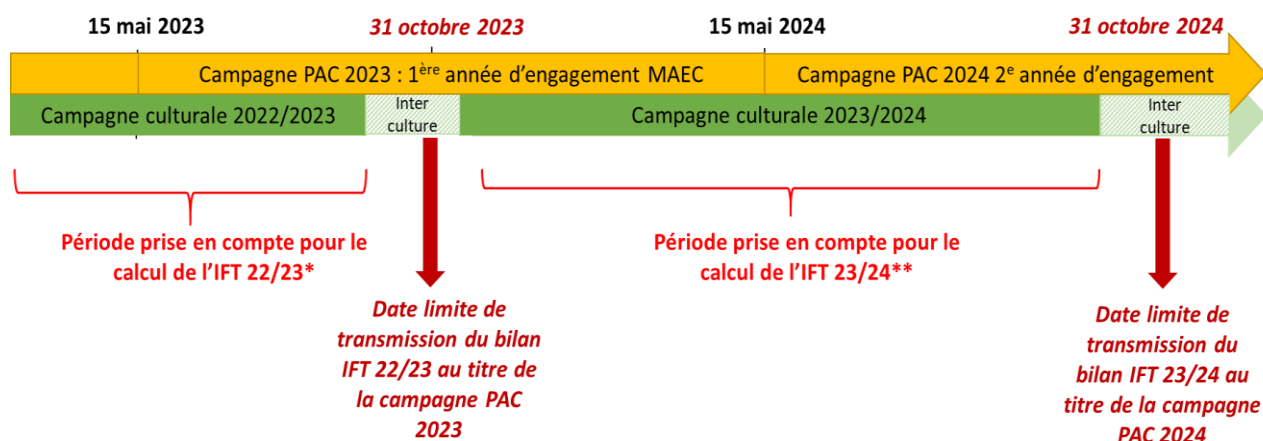 15 mai 2023
31 octobre 2023
15 mai 2024
31 octobre 2024
Campagne PAC 2023 : 1ère année d’engagement MAEC
Campagne PAC 2024 2e année d’engagement
Campagne culturale 2022/2023
Inter
culture
Campagne culturale 2023/2024
Inter
culture
Période prise en compte pour le
calcul de l’IFT 22/23*
Période prise en compte pour le
calcul de l’IFT 23/24**
Date limite de
transmission du bilan
IFT 22/23 au titre de
la campagne PAC
2023
Date limite de
transmission du
bilan IFT 23/24 au
titre de la campagne
PAC 2024